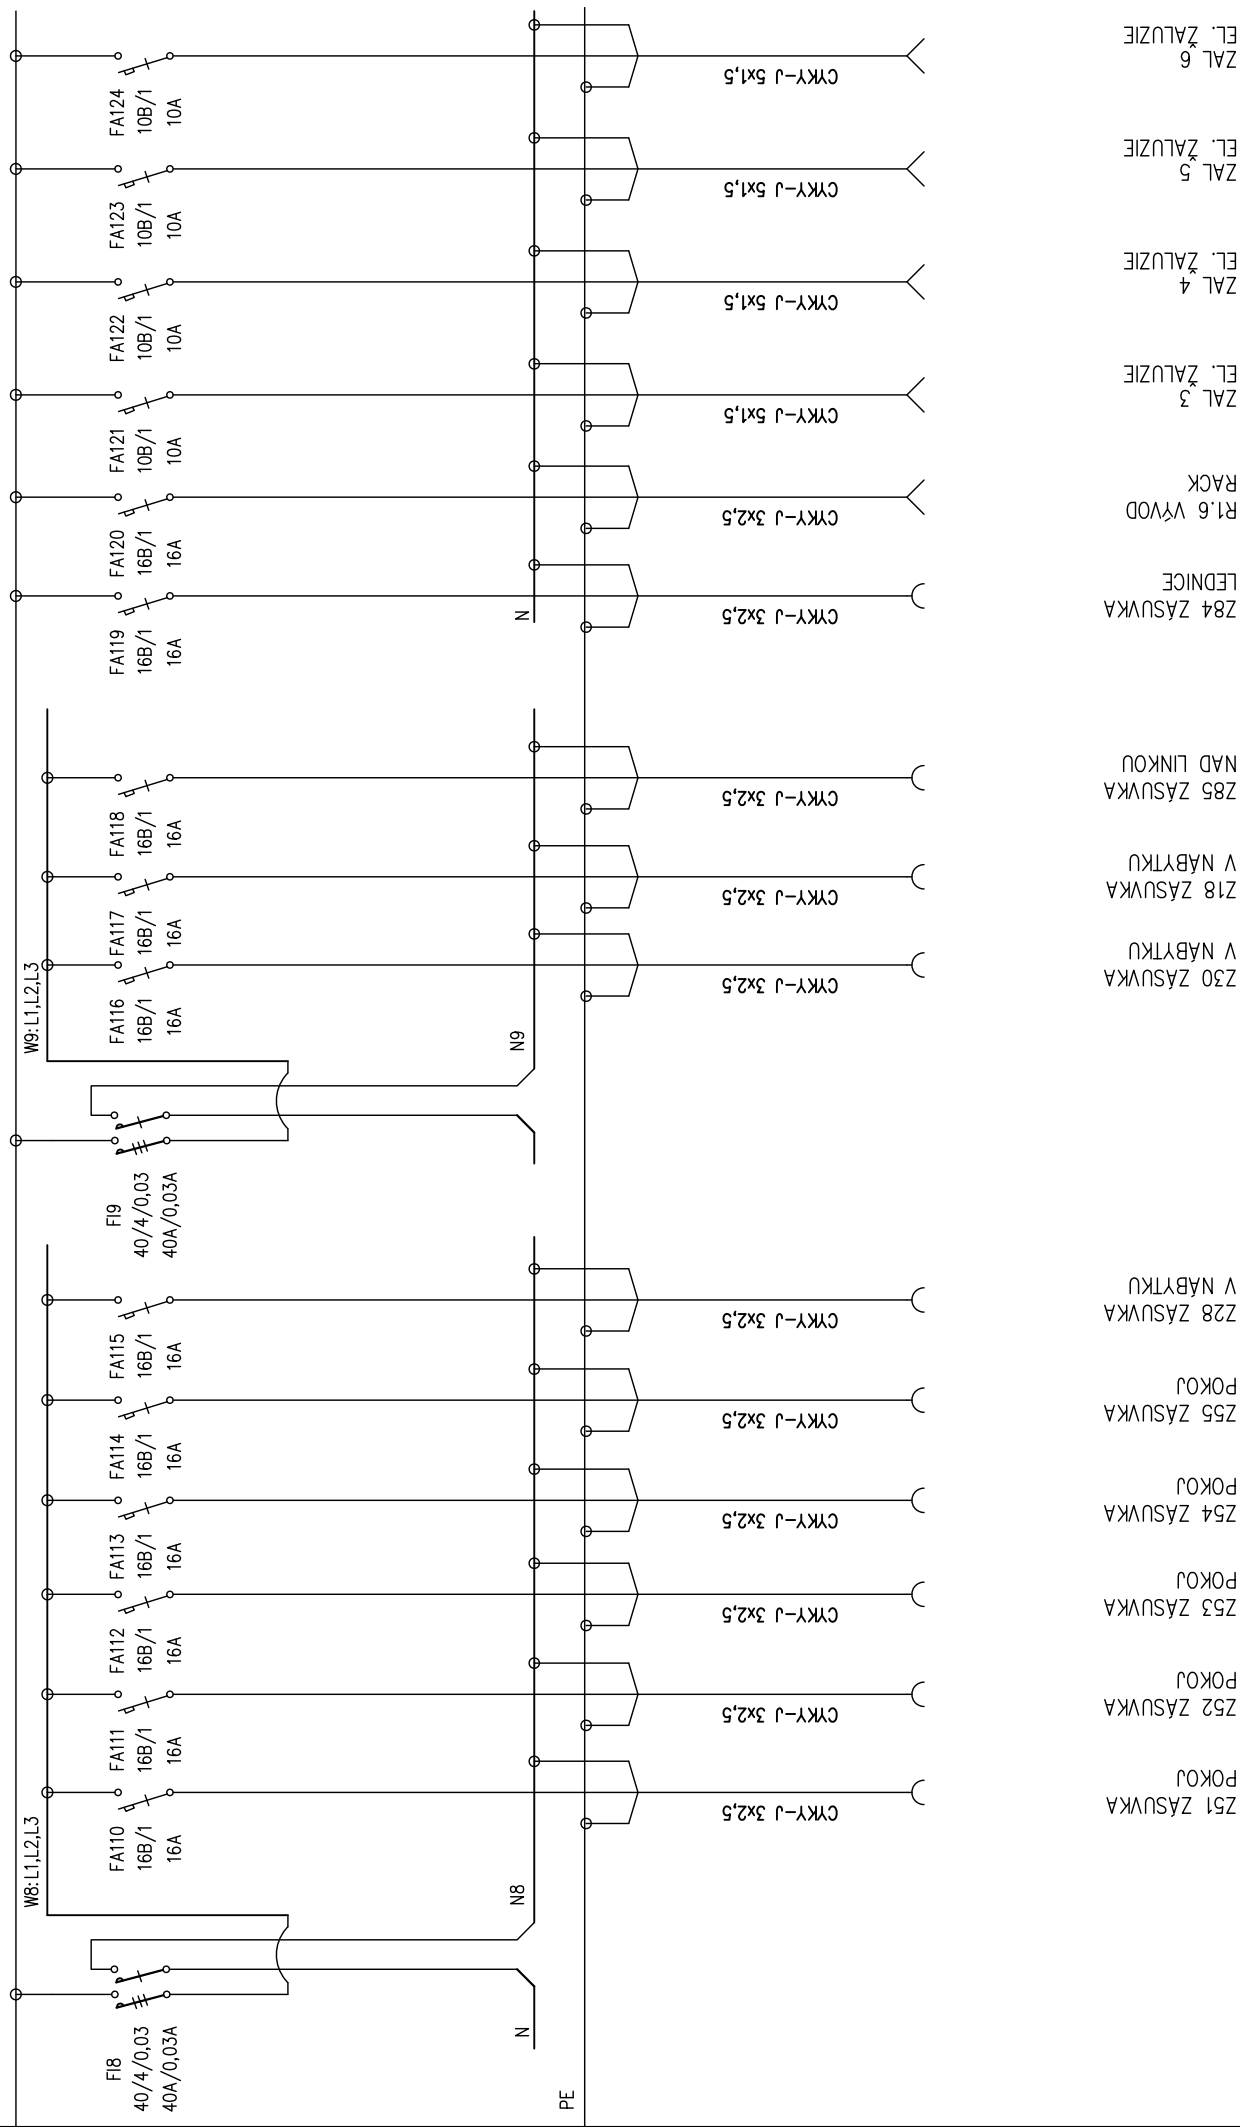 FI8
40/4/0,03
40A/0,03A
N
PE
W8:L1,L2,L3
N8
FA110
16B/1
16A
CYKY-J 3x2,5
Z51 ZÁSUVKA
POKOJ
FA111
16B/1
16A
CYKY-J 3x2,5
Z52 ZÁSUVKA
POKOJ
FA112
16B/1
16A
CYKY-J 3x2,5
Z53 ZÁSUVKA
POKOJ
FA113
16B/1
16A
CYKY-J 3x2,5
Z54 ZÁSUVKA
POKOJ
FA114
16B/1
16A
CYKY-J 3x2,5
Z55 ZÁSUVKA
POKOJ
FA115
16B/1
16A
CYKY-J 3x2,5
Z28 ZÁSUVKA
V NÁBYTKU
FI9
40/4/0,03
40A/0,03A
W9:L1,L2,L3
N9
FA116
16B/1
16A
CYKY-J 3x2,5
Z30 ZÁSUVKA
V NÁBYTKU
FA117
16B/1
16A
CYKY-J 3x2,5
Z18 ZÁSUVKA
V NÁBYTKU
FA118
16B/1
16A
CYKY-J 3x2,5
Z85 ZÁSUVKA
NAD LINKOU
N
FA119
16B/1
16A
CYKY-J 3x2,5
Z84 ZÁSUVKA
LEDNICE
FA120
16B/1
16A
CYKY-J 3x2,5
R1.6 VÝVOD
RACK
FA121
10B/1
10A
CYKY-J 5x1,5
ZAL 3
EL. ŽALUZIE
FA122
10B/1
10A
CYKY-J 5x1,5
ZAL 4
EL. ŽALUZIE
FA123
10B/1
10A
CYKY-J 5x1,5
ZAL 5
EL. ŽALUZIE
FA124
10B/1
10A
CYKY-J 5x1,5
ZAL 6
EL. ŽALUZIE